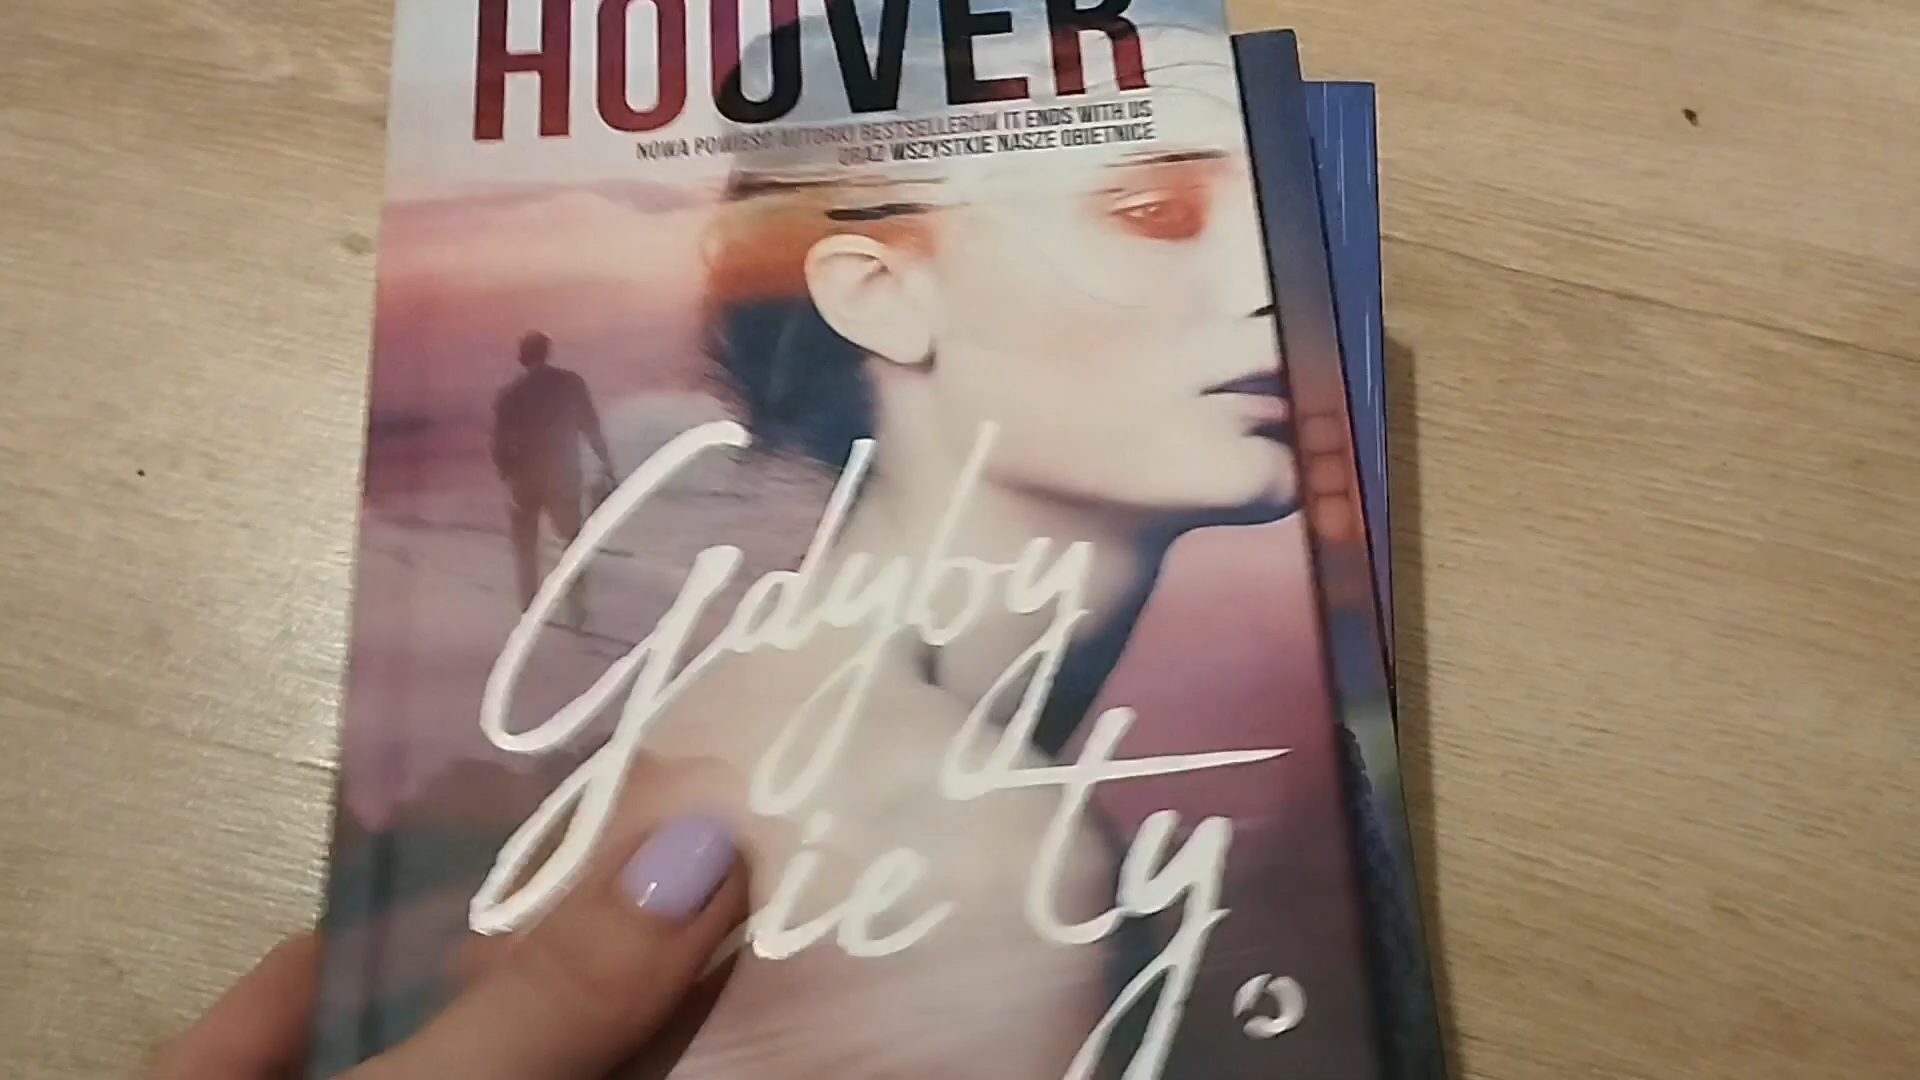 HOOVER
NOWA POWIEŚĆ AUTORKI BESTSELLERÓW IT ENDS WITH US
ORAZ WSZYSTKIE NASZE OBIETNICE
Gdyby
ie ty